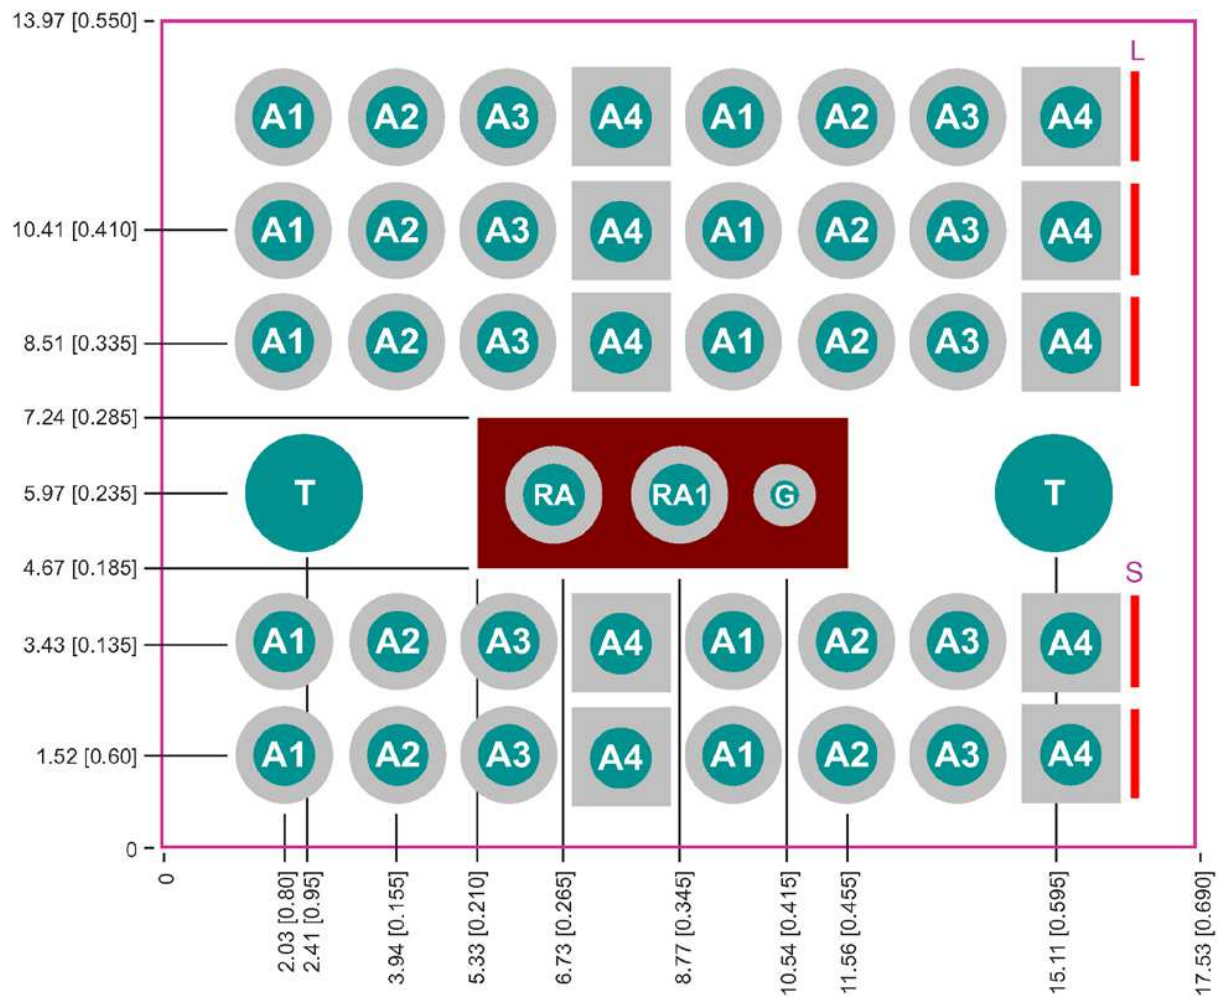 13.97 [0.550]
L
A1 A2 A3 A4 A1 A2 A3 A4
10.41 [0.410] A1 A2 A3 A4 A1 A2 A3 A4
8.51 [0.335] A1 A2 A3 A4 A1 A2 A3 A4
7.24 [0.285]
5.97 [0.235] T RA RA1 G T
4.67 [0.185]
S
3.43 [0.135] A1 A2 A3 A4 A1 A2 A3 A4
1.52 [0.60] A1 A2 A3 A4 A1 A2 A3 A4
0
0
2.03 [0.80]
2.41 [0.95]
3.94 [0.155]
5.33 [0.210]
6.73 [0.265]
8.77 [0.345]
10.54 [0.415]
11.56 [0.455]
15.11 [0.595]
17.53 [0.690]